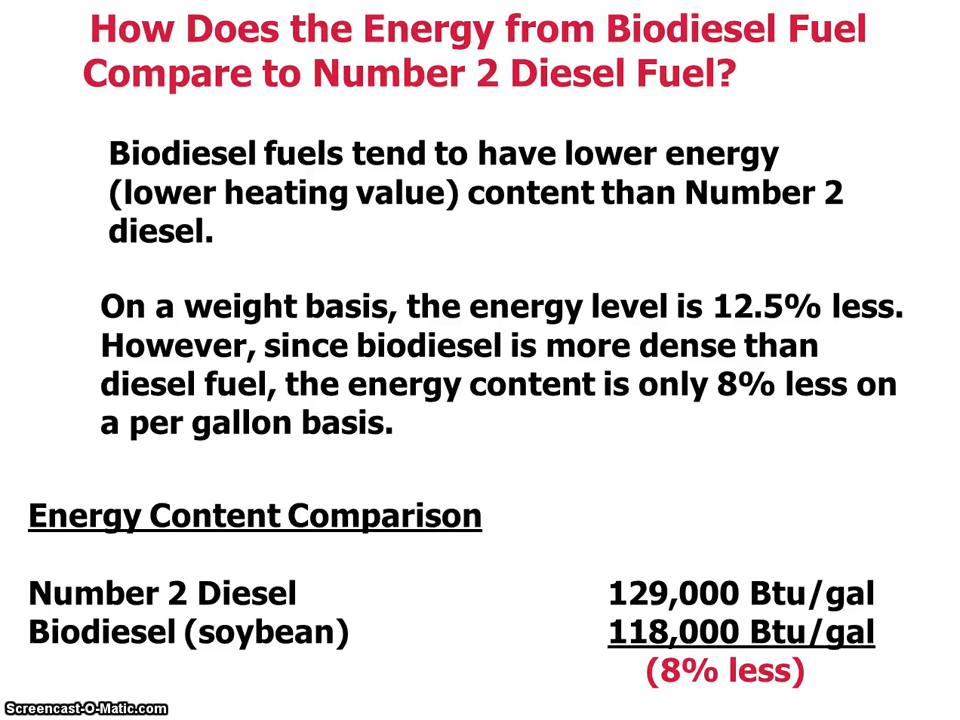 How Does the Energy from Biodiesel Fuel
Compare to Number 2 Diesel Fuel?
Biodiesel fuels tend to have lower energy
(lower heating value) content than Number 2
diesel.
On a weight basis, the energy level is 12.5% less.
However, since biodiesel is more dense than
diesel fuel, the energy content is only 8% less on
a per gallon basis.
Energy Content Comparison
Number 2 Diesel 129,000 Btu/gal
Biodiesel (soybean) 118,000 Btu/gal
(8% less)
Screencast-O-Matic.com